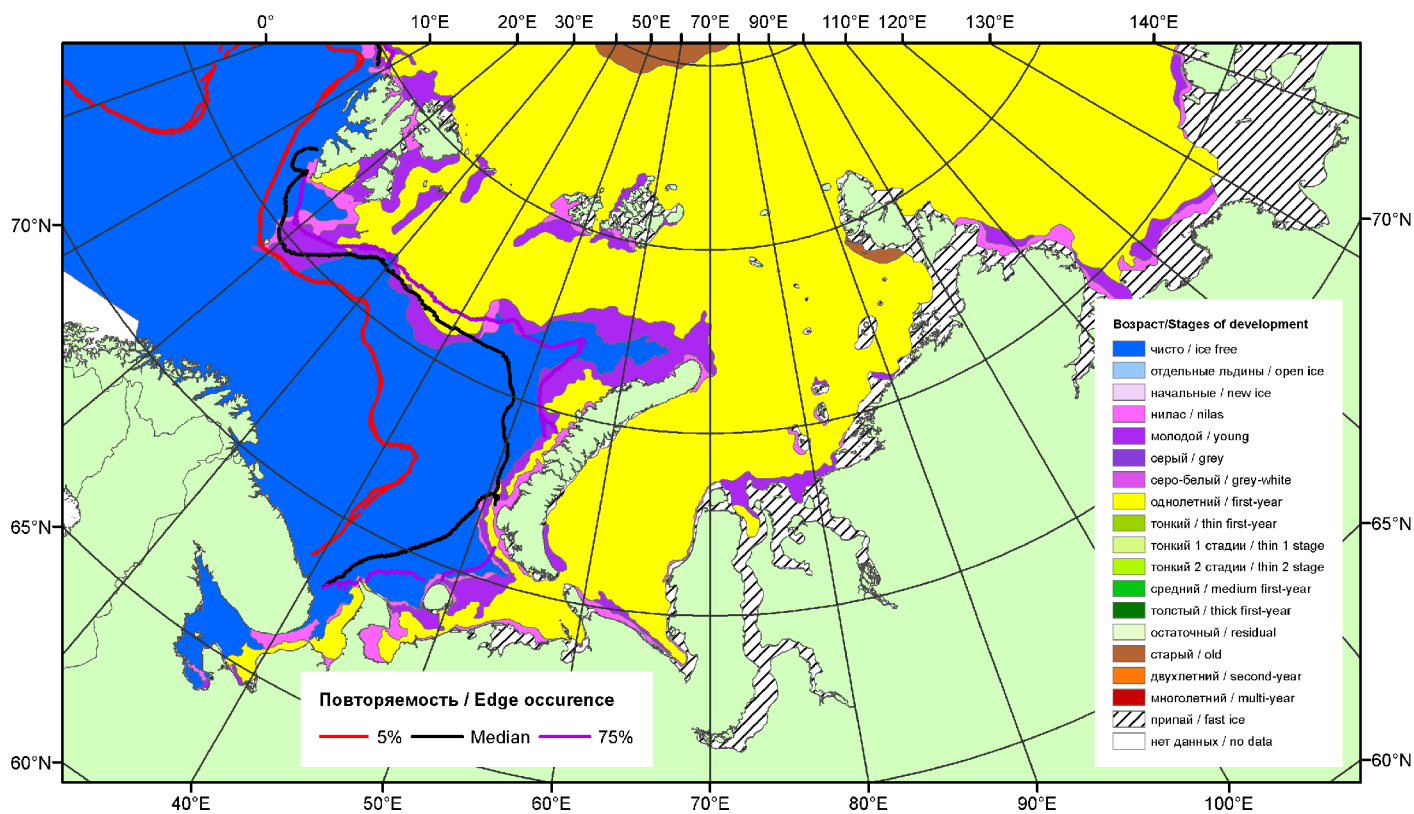 0° 10°E 20°E 30°E 50°E 70°E 90°E 110°E 120°E 130°E 140°E
70°N 70°N
65°N 65°N
60°N 60°N
Возраст/Stages of development
чисто / ice free
отдельные льдины / open ice
начальные / new ice
нилас / nilas
молодой / young
серый / grey
серо-белый / grey-white
однолетний / first-year
тонкий / thin first-year
тонкий 1 стадии / thin 1 stage
тонкий 2 стадии / thin 2 stage
средний / medium first-year
толстый / thick first-year
остаточный / residual
старый / old
двухлетний / second-year
многолетний / multi-year
припай / fast ice
нет данных / no data
Повторяемость / Edge occurence
5% Median 75%
40°E 50°E 60°E 70°E 80°E 90°E 100°E